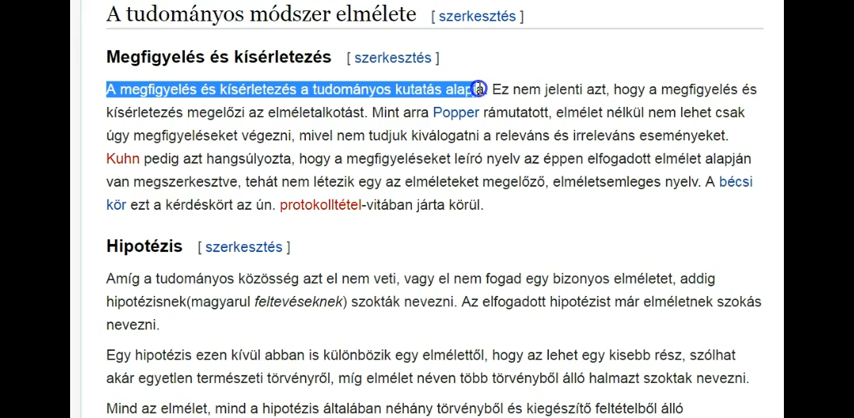 A tudományos módszer elmélete [ szerkesztés ]
Megfigyelés és kísérletezés [ szerkesztés ]
A megfigyelés és kísérletezés a tudományos kutatás alapja. Ez nem jelenti azt, hogy a megfigyelés és
kísérletezés megelőzi az elméletalkotást. Mint arra Popper rámutatott, elmélet nélkül nem lehet csak
úgy megfigyeléseket végezni, mivel nem tudjuk kiválogatni a releváns és irreleváns eseményeket.
Kuhn pedig azt hangsúlyozta, hogy a megfigyeléseket leíró nyelv az éppen elfogadott elmélet alapján
van megszerkesztve, tehát nem létezik egy az elméleteket megelőző, elméletsemleges nyelv. A bécsi
kör ezt a kérdéskört az ún. protokolltétel-vitában járta körül.
Hipotézis [ szerkesztés ]
Amíg a tudományos közösség azt el nem veti, vagy el nem fogad egy bizonyos elméletet, addig
hipotézisnek(magyarul feltevéseknek) szokták nevezni. Az elfogadott hipotézist már elméletnek szokás
nevezni.
Egy hipotézis ezen kívül abban is különbözik egy elmélettől, hogy az lehet egy kisebb rész, szólhat
akár egyetlen természeti törvényről, míg elmélet néven több törvényből álló halmazt szoktak nevezni.
Mind az elmélet, mind a hipotézis általában néhány törvényből és kiegészítő feltételből álló